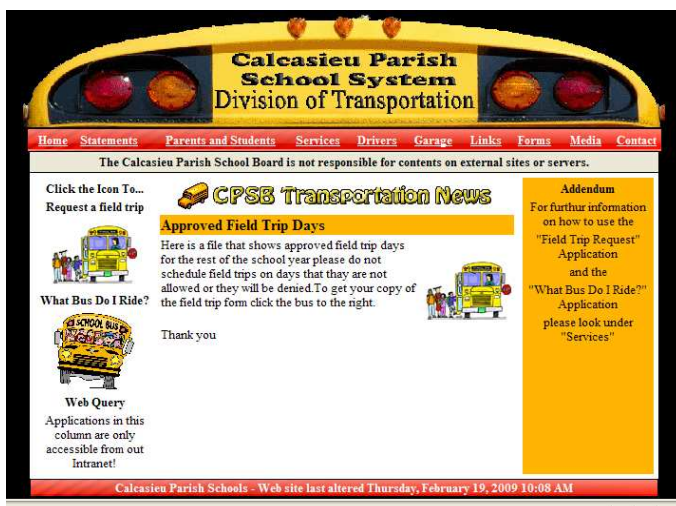 Calcasieu Parish
School System
Division of Transportation
Home Statements Parents and Students Services Drivers Garage Links Forms Media Contact
The Calcasieu Parish School Board is not responsible for contents on external sites or servers.
Click the Icon To...
Request a field trip
What Bus Do I Ride?
SCHOOL BUS
Web Query
Applications in this
column are only
accessible from out
Intranet!
CPSB Transportation News
Approved Field Trip Days
Here is a file that shows approved field trip days
for the rest of the school year please do not
schedule field trips on days that thay are not
allowed or they will be denied.To get your copy of
the field trip form click the bus to the right.
Thank you
Addendum
For furthur information
on how to use the
"Field Trip Request"
Application
and the
"What Bus Do I Ride?"
Application
please look under
"Services"
Calcasieu Parish Schools - Web site last altered Thursday, February 19, 2009 10:08 AM